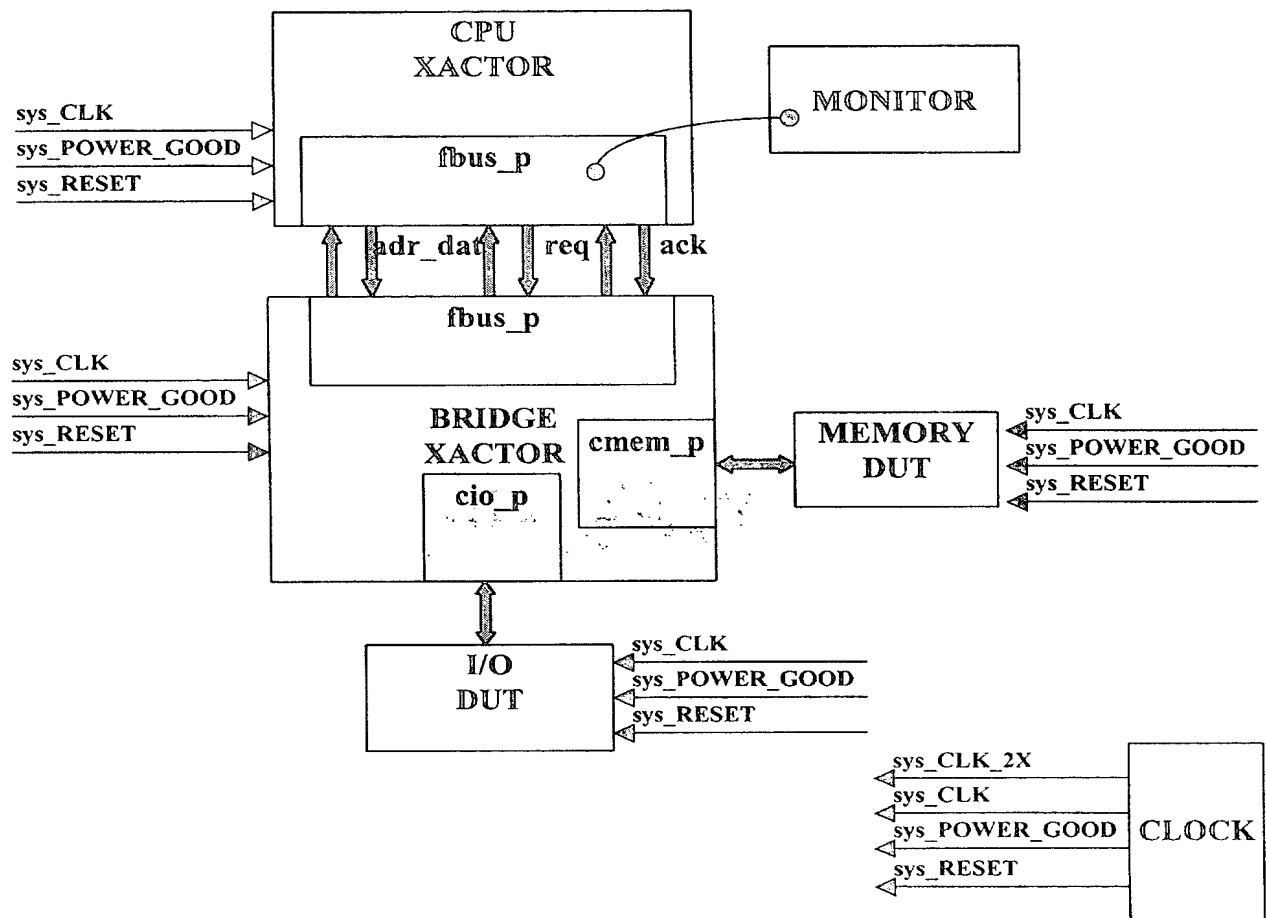 CPU
XACTOR
MONITOR
sys_CLK
sys_POWER_GOOD
sys_RESET
fbus_p
adr_dat
req
ack
fbus_p
sys_CLK
sys_POWER_GOOD
sys_RESET
BRIDGE
XACTOR
cmem_p
cio_p
MEMORY
DUT
sys_CLK
sys_POWER_GOOD
sys_RESET
I/O
DUT
sys_CLK
sys_POWER_GOOD
sys_RESET
sys_CLK_2X
sys_CLK
sys_POWER_GOOD
sys_RESET
CLOCK